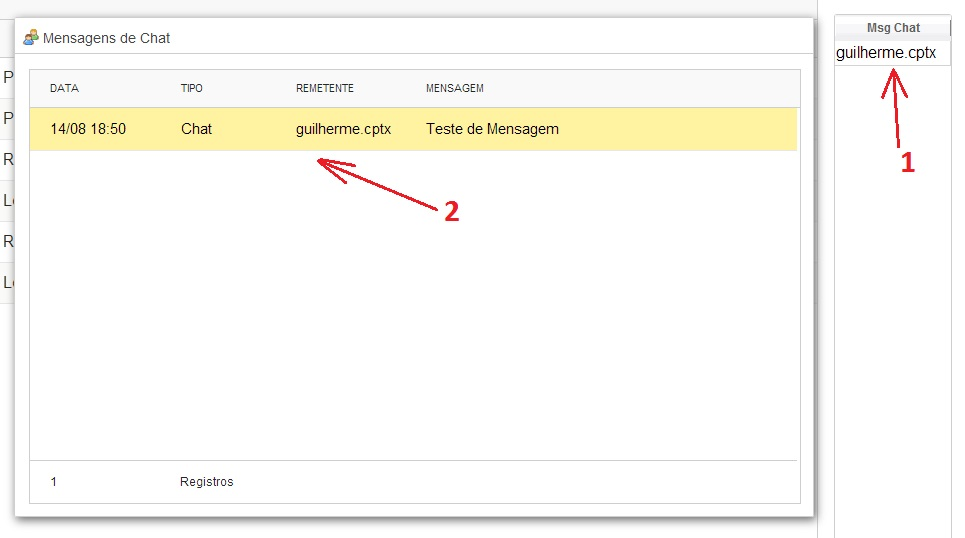 Mensagens de Chat
DATA TIPO REMETENTE MENSAGEM
14/08 18:50 Chat guilherme.cptx Teste de Mensagem
2
1 Registros
Msg Chat
guilherme.cptx
1
P
P
R
L
R
L